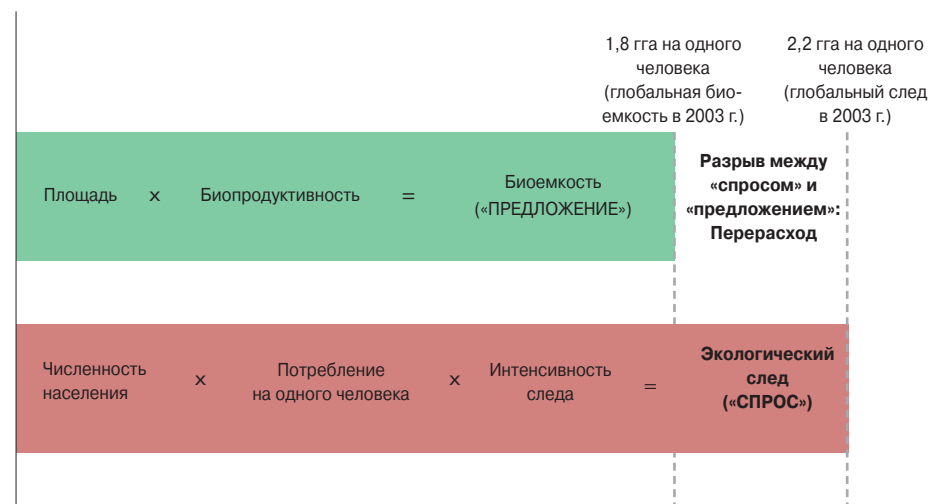 1,8 гга на одного
человека
(глобальная био-
емкость в 2003 г.)
2,2 гга на одного
человека
(глобальный след
в 2003 г.)
Площадь х Биопродуктивность =
Биоемкость
(«ПРЕДЛОЖЕНИЕ»)
Разрыв между
«спросом» и
«предложением»:
Перерасход
Численность
населения
х
Потребление
на одного человека
х
Интенсивность
следа
=
Экологический
след
(«СПРОС»)